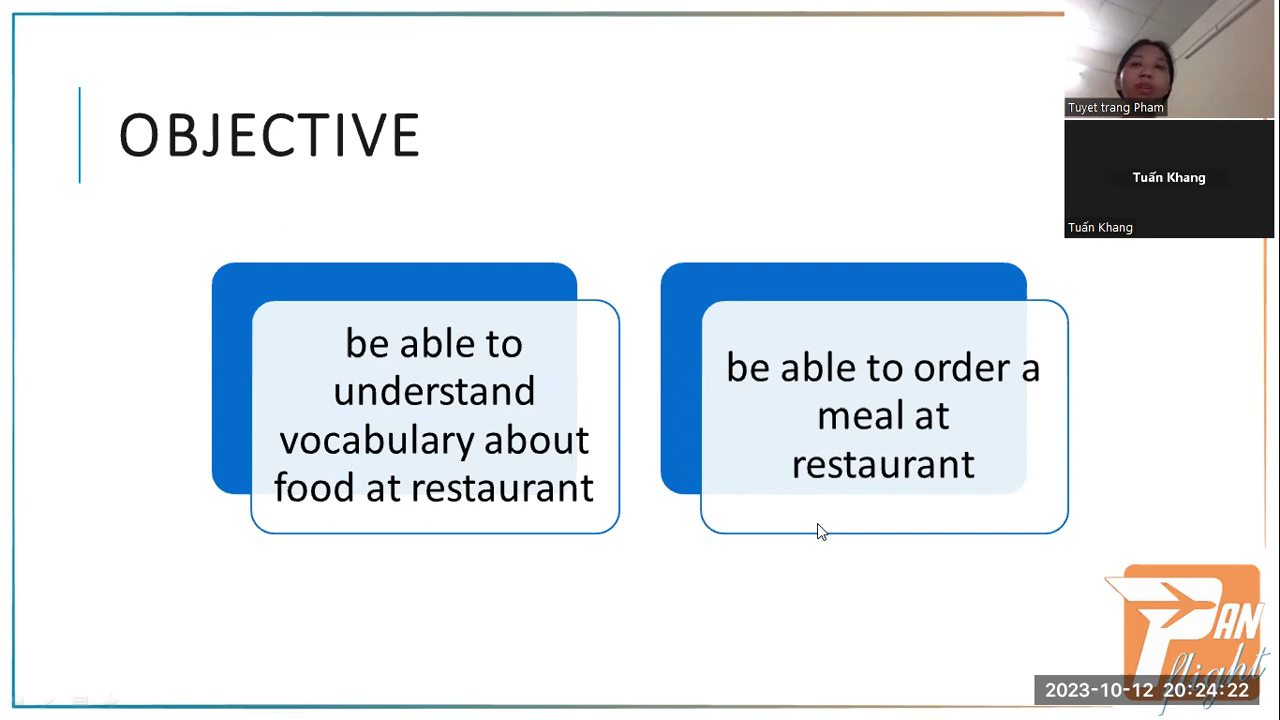 OBJECTIVE
be able to
understand
vocabulary about
food at restaurant
be able to order a
meal at
restaurant
Tuyet trang Pham
Tuấn Khang
Tuấn Khang
PAN
flight
2023-10-12 20:24:22